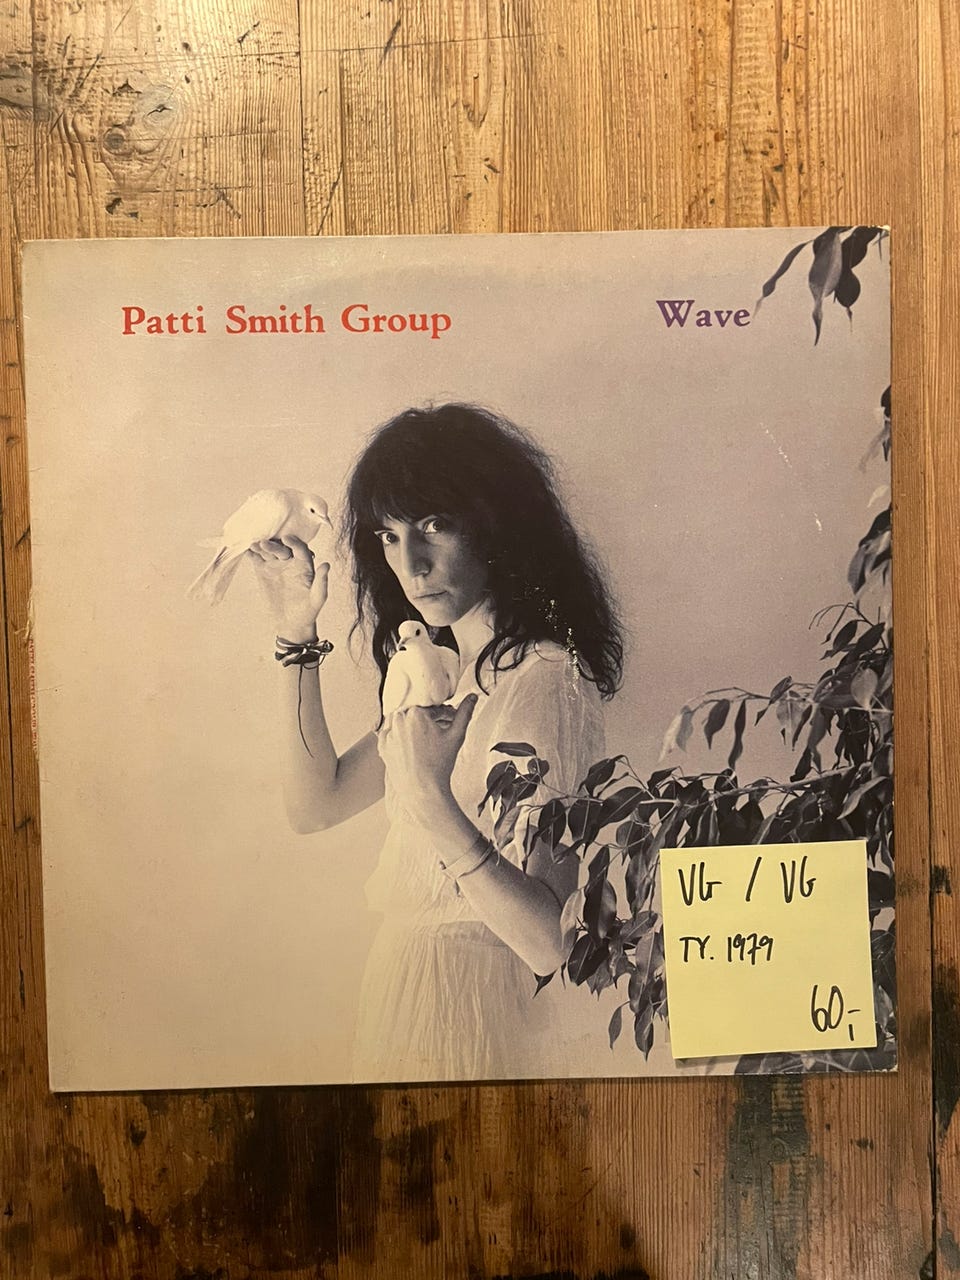 Patti Smith Group
Wave
VG / VG
TY. 1979
60,-